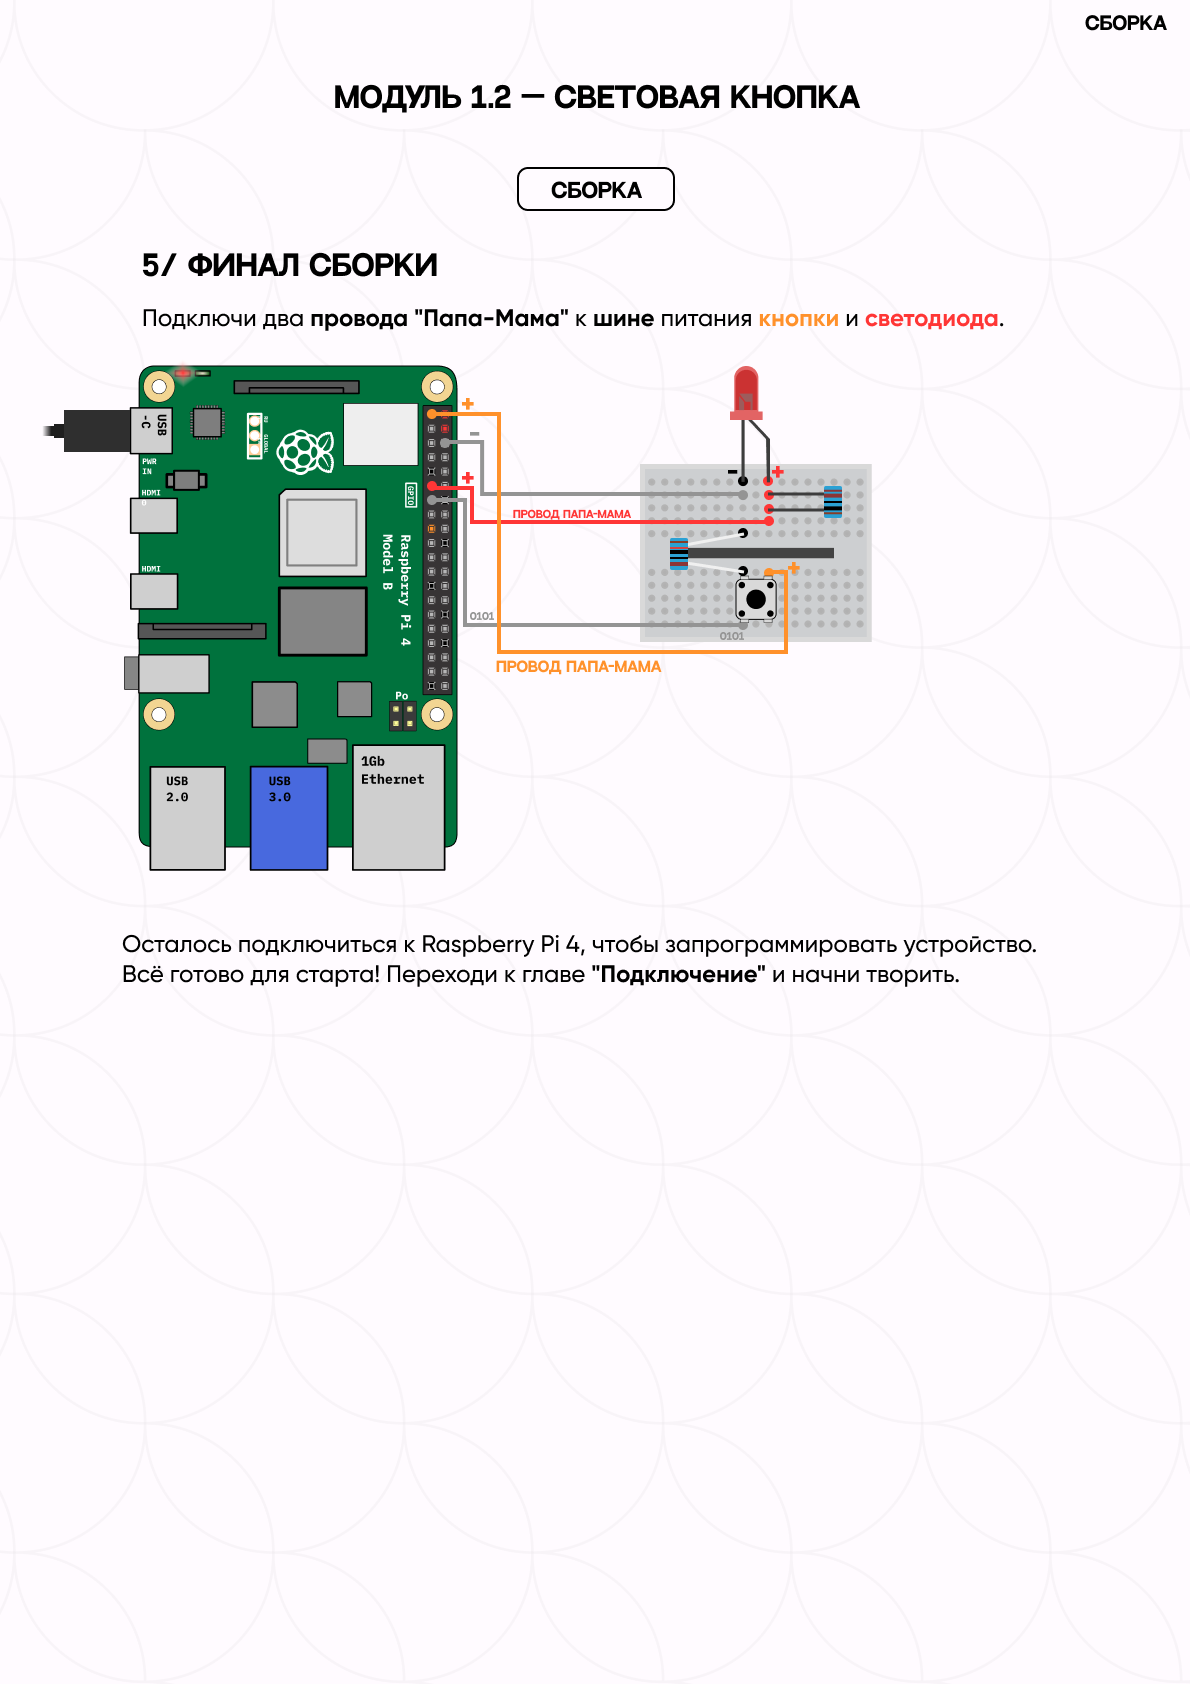 СБОРКА
МОДУЛЬ 1.2 — СВЕТОВАЯ КНОПКА
СБОРКА
5/ ФИНАЛ СБОРКИ
Подключи два провода "Папа-Мама" к шине питания кнопки и светодиода.
USB
-C
PWR
IN
HDMI
0
HDMI
GLOBAL
GPIO
Raspberry Pi 4
Model B
Po
USB
2.0
USB
3.0
1Gb
Ethernet
+
-
+
ПРОВОД ПАПА-МАМА
0101
ПРОВОД ПАПА-МАМА
-
+
+
0101
Осталось подключиться к Raspberry Pi 4, чтобы запрограммировать устройство.
Всё готово для старта! Переходи к главе "Подключение" и начни творить.